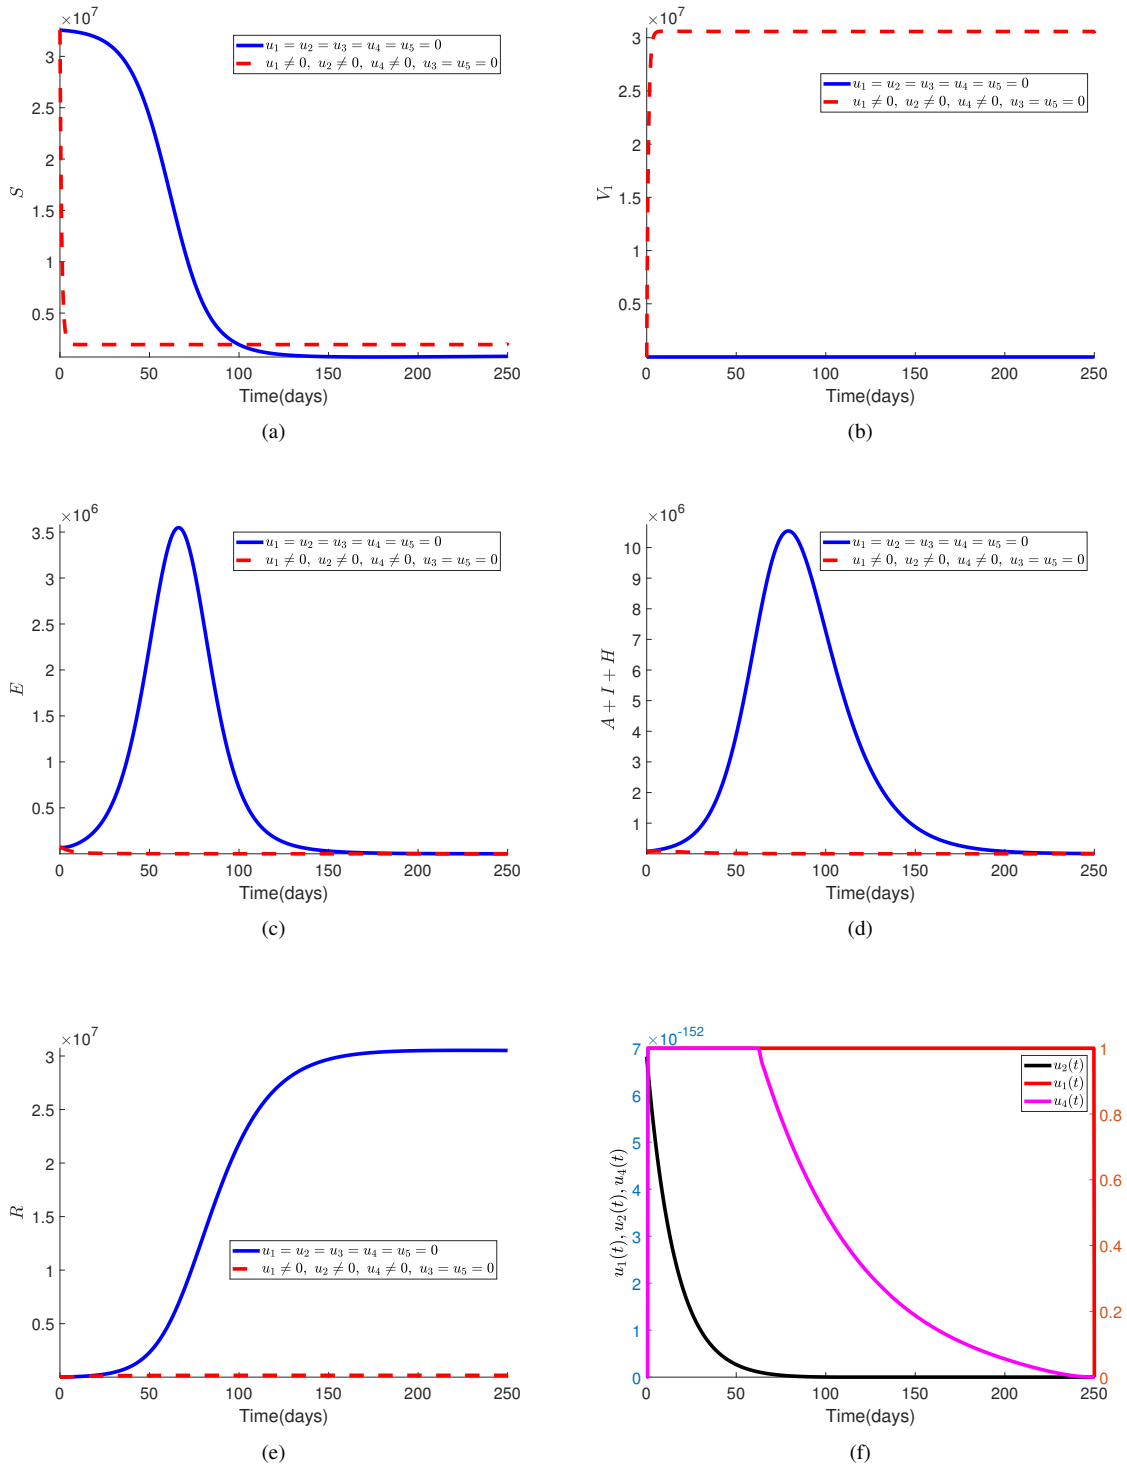 ×10⁷
S
3
2.5
2
1.5
1
0.5
0 50 100 150 200 250
Time(days)
u₁ = u₂ = u₃ = u₄ = u₅ = 0
u₁ ≠ 0, u₂ ≠ 0, u₄ ≠ 0, u₃ = u₅ = 0
(a)
×10⁷
V₁
3
2.5
2
1.5
1
0.5
0 50 100 150 200 250
Time(days)
u₁ = u₂ = u₃ = u₄ = u₅ = 0
u₁ ≠ 0, u₂ ≠ 0, u₄ ≠ 0, u₃ = u₅ = 0
(b)
×10⁶
E
3.5
3
2.5
2
1.5
1
0.5
0 50 100 150 200 250
Time(days)
u₁ = u₂ = u₃ = u₄ = u₅ = 0
u₁ ≠ 0, u₂ ≠ 0, u₄ ≠ 0, u₃ = u₅ = 0
(c)
×10⁶
A + I + H
10
9
8
7
6
5
4
3
2
1
0 50 100 150 200 250
Time(days)
u₁ = u₂ = u₃ = u₄ = u₅ = 0
u₁ ≠ 0, u₂ ≠ 0, u₄ ≠ 0, u₃ = u₅ = 0
(d)
×10⁷
R
3
2.5
2
1.5
1
0.5
0 50 100 150 200 250
Time(days)
u₁ = u₂ = u₃ = u₄ = u₅ = 0
u₁ ≠ 0, u₂ ≠ 0, u₄ ≠ 0, u₃ = u₅ = 0
(e)
×10⁻¹⁵²
u₁(t), u₂(t), u₄(t)
7
6
5
4
3
2
1
0
1
0.8
0.6
0.4
0.2
0
0 50 100 150 200 250
Time(days)
u₂(t)
u₁(t)
u₄(t)
(f)